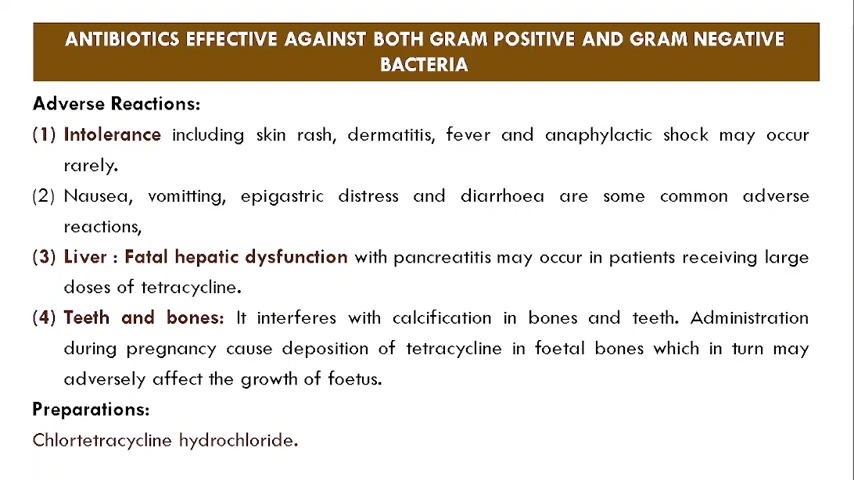 ANTIBIOTICS EFFECTIVE AGAINST BOTH GRAM POSITIVE AND GRAM NEGATIVE
BACTERIA
Adverse Reactions:
(1) Intolerance including skin rash, dermatitis, fever and anaphylactic shock may occur
rarely.
(2) Nausea, vomitting, epigastric distress and diarrhoea are some common adverse
reactions,
(3) Liver : Fatal hepatic dysfunction with pancreatitis may occur in patients receiving large
doses of tetracycline.
(4) Teeth and bones: It interferes with calcification in bones and teeth. Administration
during pregnancy cause deposition of tetracycline in foetal bones which in turn may
adversely affect the growth of foetus.
Preparations:
Chlortetracycline hydrochloride.